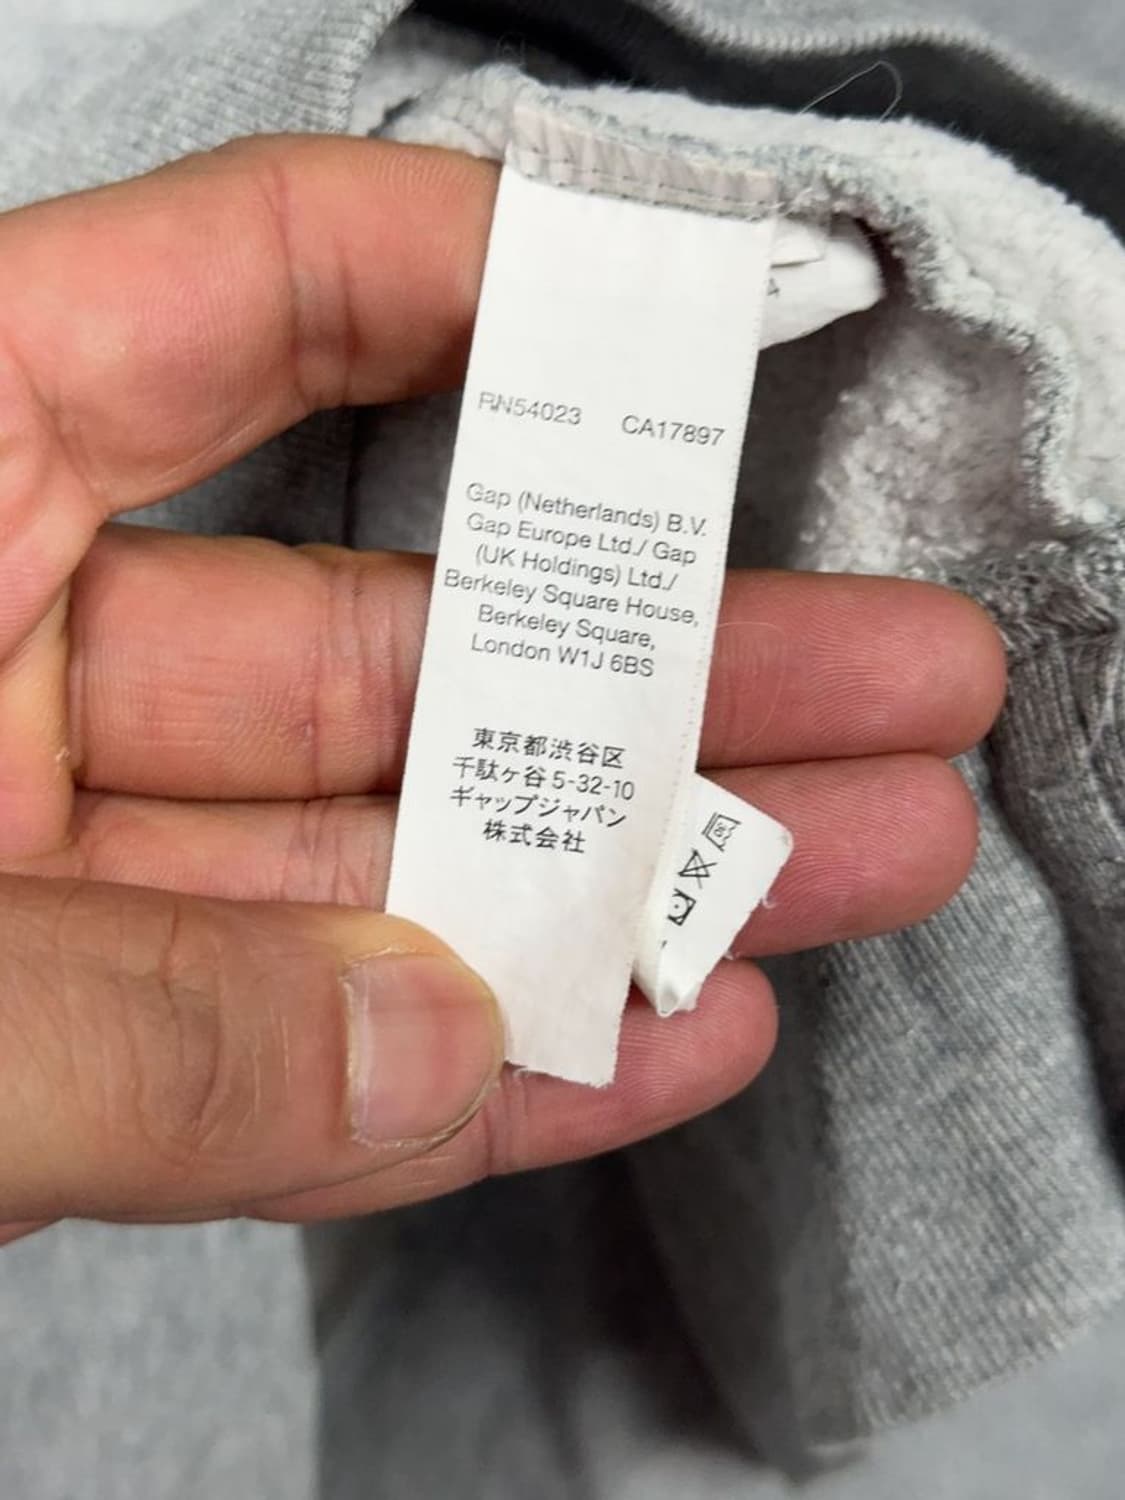 RN54023 CA17897
Gap (Netherlands) B.V.
Gap Europe Ltd./ Gap
(UK Holdings) Ltd./
Berkeley Square House,
Berkeley Square,
London W1J 6BS
東京都渋谷区
千駄ケ谷 5-32-10
ギャップジャパン
株式会社